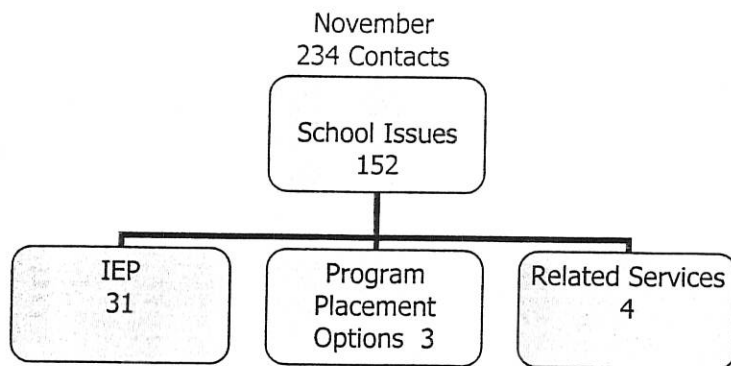 November
234 Contacts
School Issues
152
IEP
31
Program
Placement
Options 3
Related Services
4